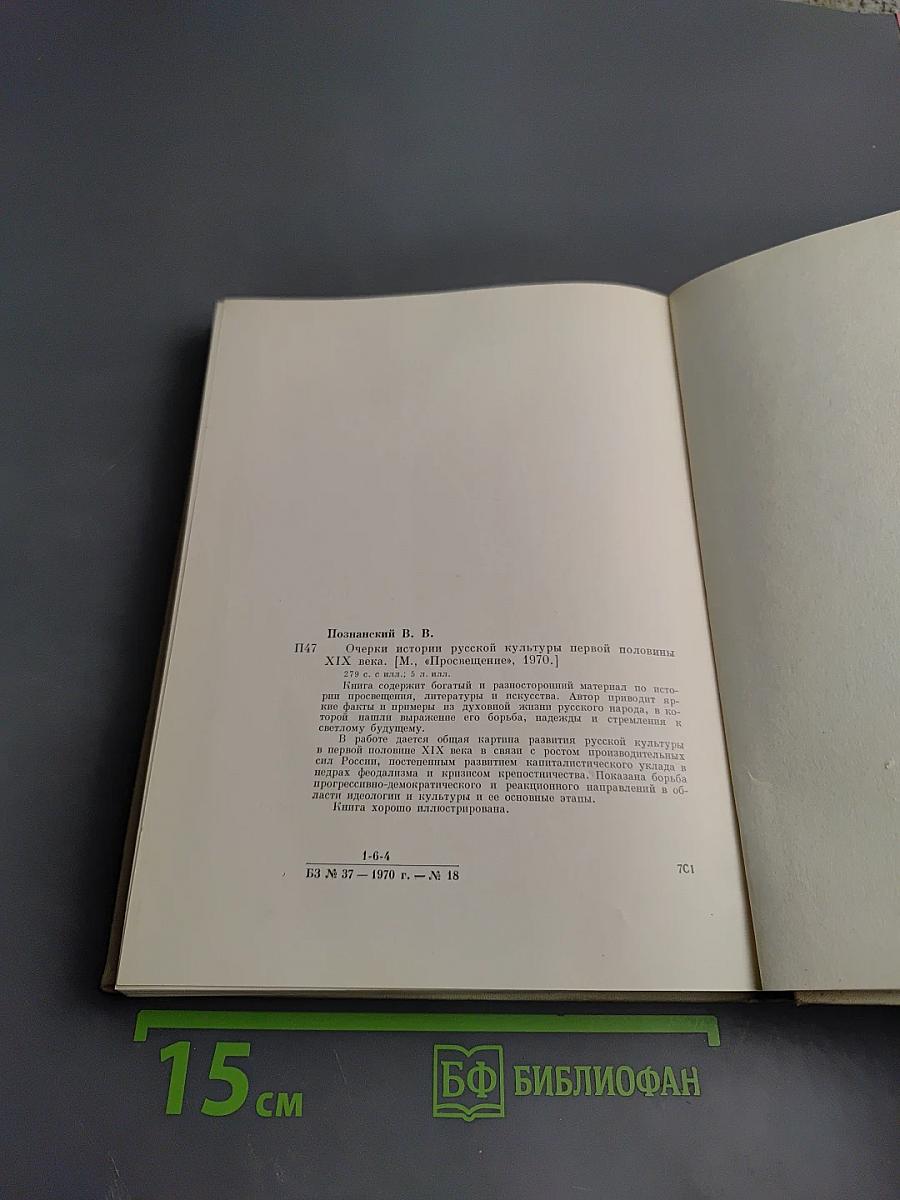 Познанский В. В.
П47 Очерки истории русской культуры первой половины
XIX века. [М., «Просвещение», 1970.]
279 с. с илл.; 5 л. илл.
Книга содержит богатый и разносторонний материал по исто-
рии просвещения, литературы и искусства. Автор приводит яр-
кие факты и примеры из духовной жизни русского народа, в ко-
торой нашли выражение его борьба, надежды и стремления к
светлому будущему.
В работе дается общая картина развития русской культуры
в первой половине XIX века в связи с ростом производительных
сил России, постепенным развитием капиталистического уклада в
недрах феодализма и кризисом крепостничества. Показана борьба
прогрессивно-демократического и реакционного направлений в об-
ласти идеологии и культуры и ее основные этапы.
Книга хорошо иллюстрирована.
1-6-4
БЗ № 37 — 1970 г. — № 18
7С1
15 см
БФ БИБЛИОФАН